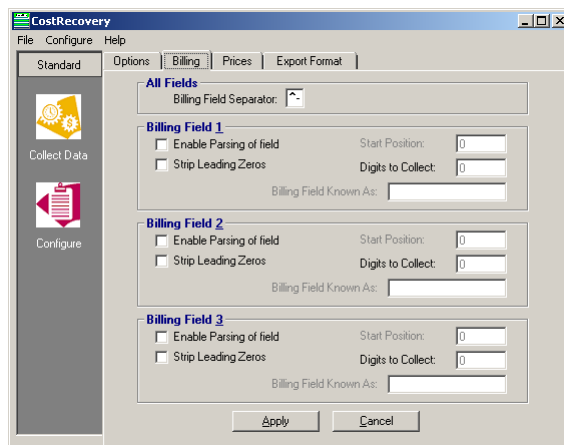 CostRecovery
File Configure Help
Standard
Options Billing Prices Export Format
All Fields
Billing Field Separator: ^-
Collect Data
Configure
Billing Field 1
Enable Parsing of field Start Position: 0
Strip Leading Zeros Digits to Collect: 0
Billing Field Known As:
Billing Field 2
Enable Parsing of field Start Position: 0
Strip Leading Zeros Digits to Collect: 0
Billing Field Known As:
Billing Field 3
Enable Parsing of field Start Position: 0
Strip Leading Zeros Digits to Collect: 0
Billing Field Known As:
Apply Cancel